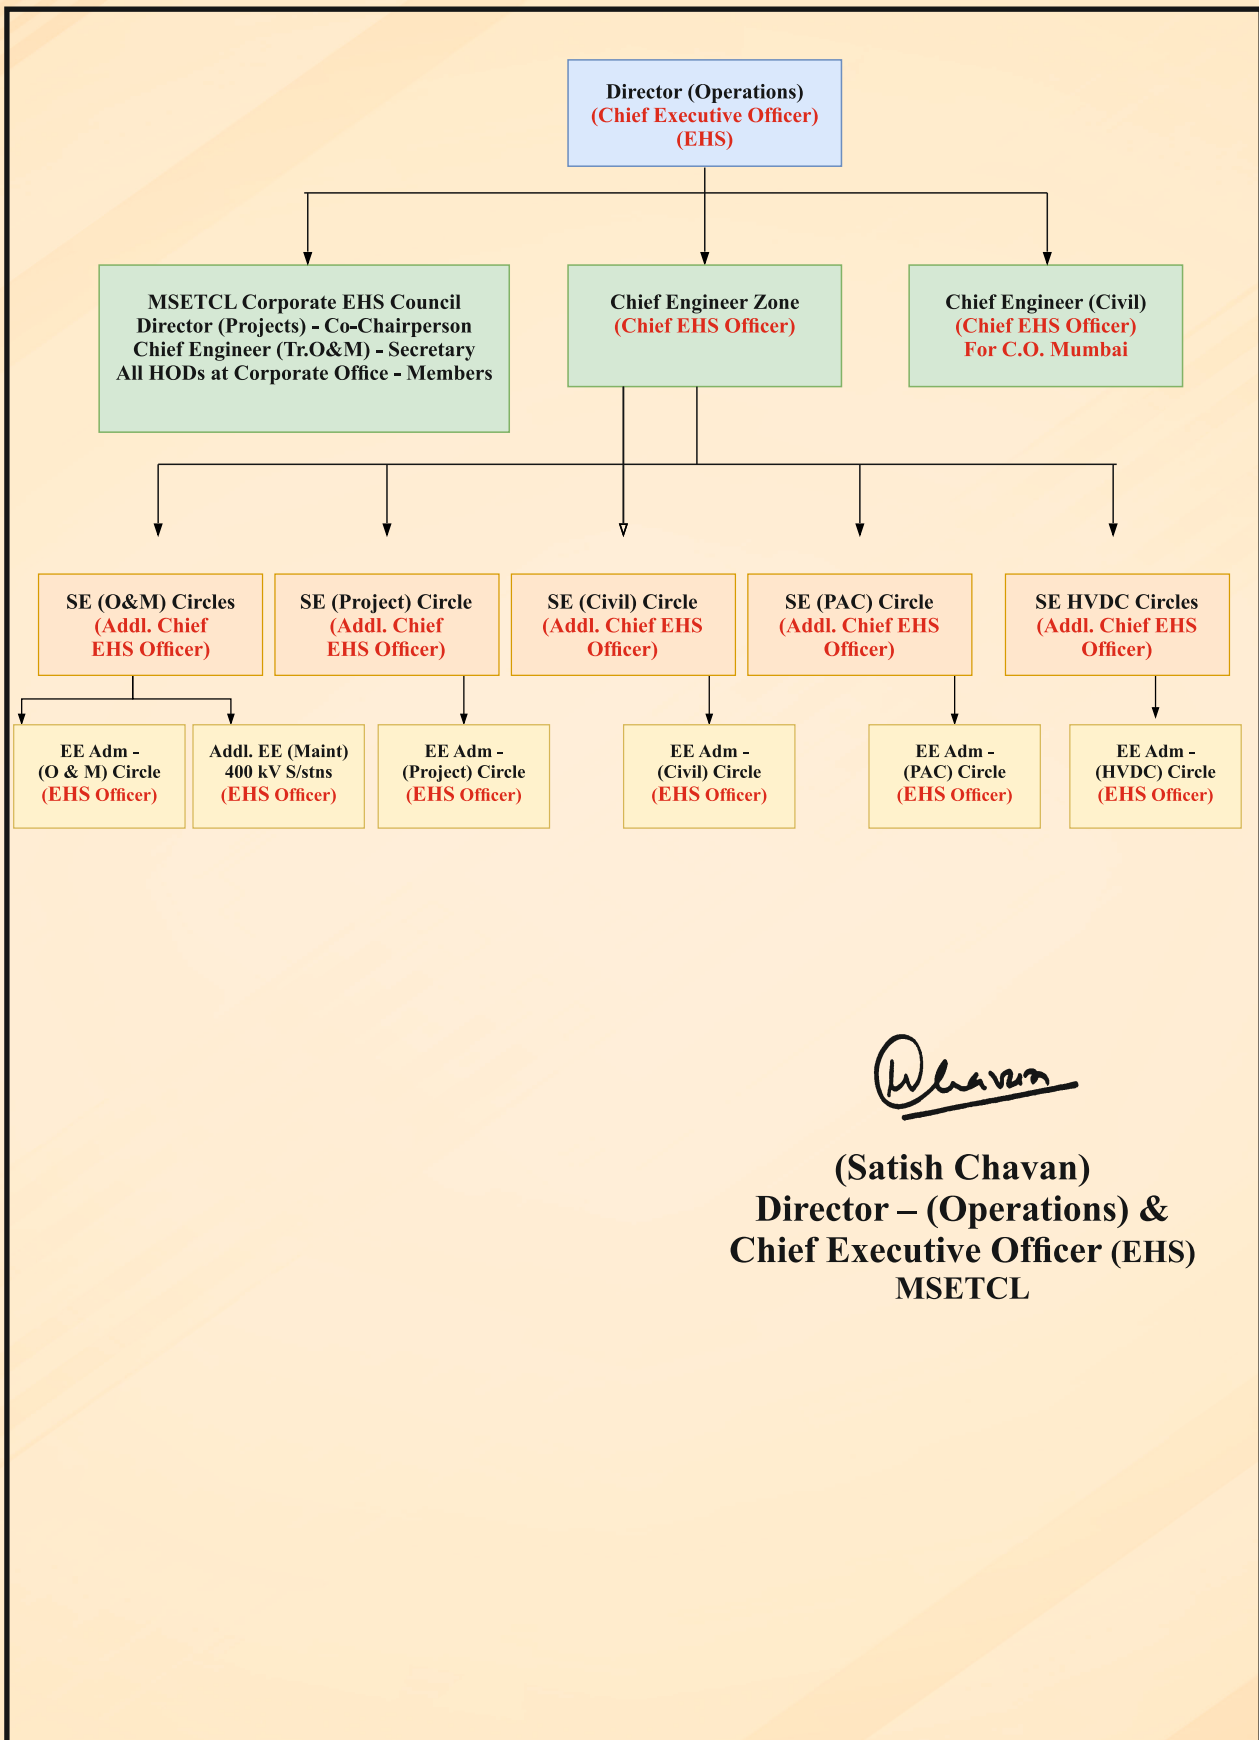 Director (Operations)
(Chief Executive Officer)
(EHS)
MSETCL Corporate EHS Council
Director (Projects) - Co-Chairperson
Chief Engineer (Tr.O&M) - Secretary
All HODs at Corporate Office - Members
Chief Engineer Zone
(Chief EHS Officer)
Chief Engineer (Civil)
(Chief EHS Officer)
For C.O. Mumbai
SE (O&M) Circles
(Addl. Chief
EHS Officer)
SE (Project) Circle
(Addl. Chief
EHS Officer)
SE (Civil) Circle
(Addl. Chief EHS
Officer)
SE (PAC) Circle
(Addl. Chief EHS
Officer)
SE HVDC Circles
(Addl. Chief EHS
Officer)
EE Adm -
(O & M) Circle
(EHS Officer)
Addl. EE (Maint)
400 kV S/stns
(EHS Officer)
EE Adm -
(Project) Circle
(EHS Officer)
EE Adm -
(Civil) Circle
(EHS Officer)
EE Adm -
(PAC) Circle
(EHS Officer)
EE Adm -
(HVDC) Circle
(EHS Officer)
(Satish Chavan)
Director – (Operations) &
Chief Executive Officer (EHS)
MSETCL